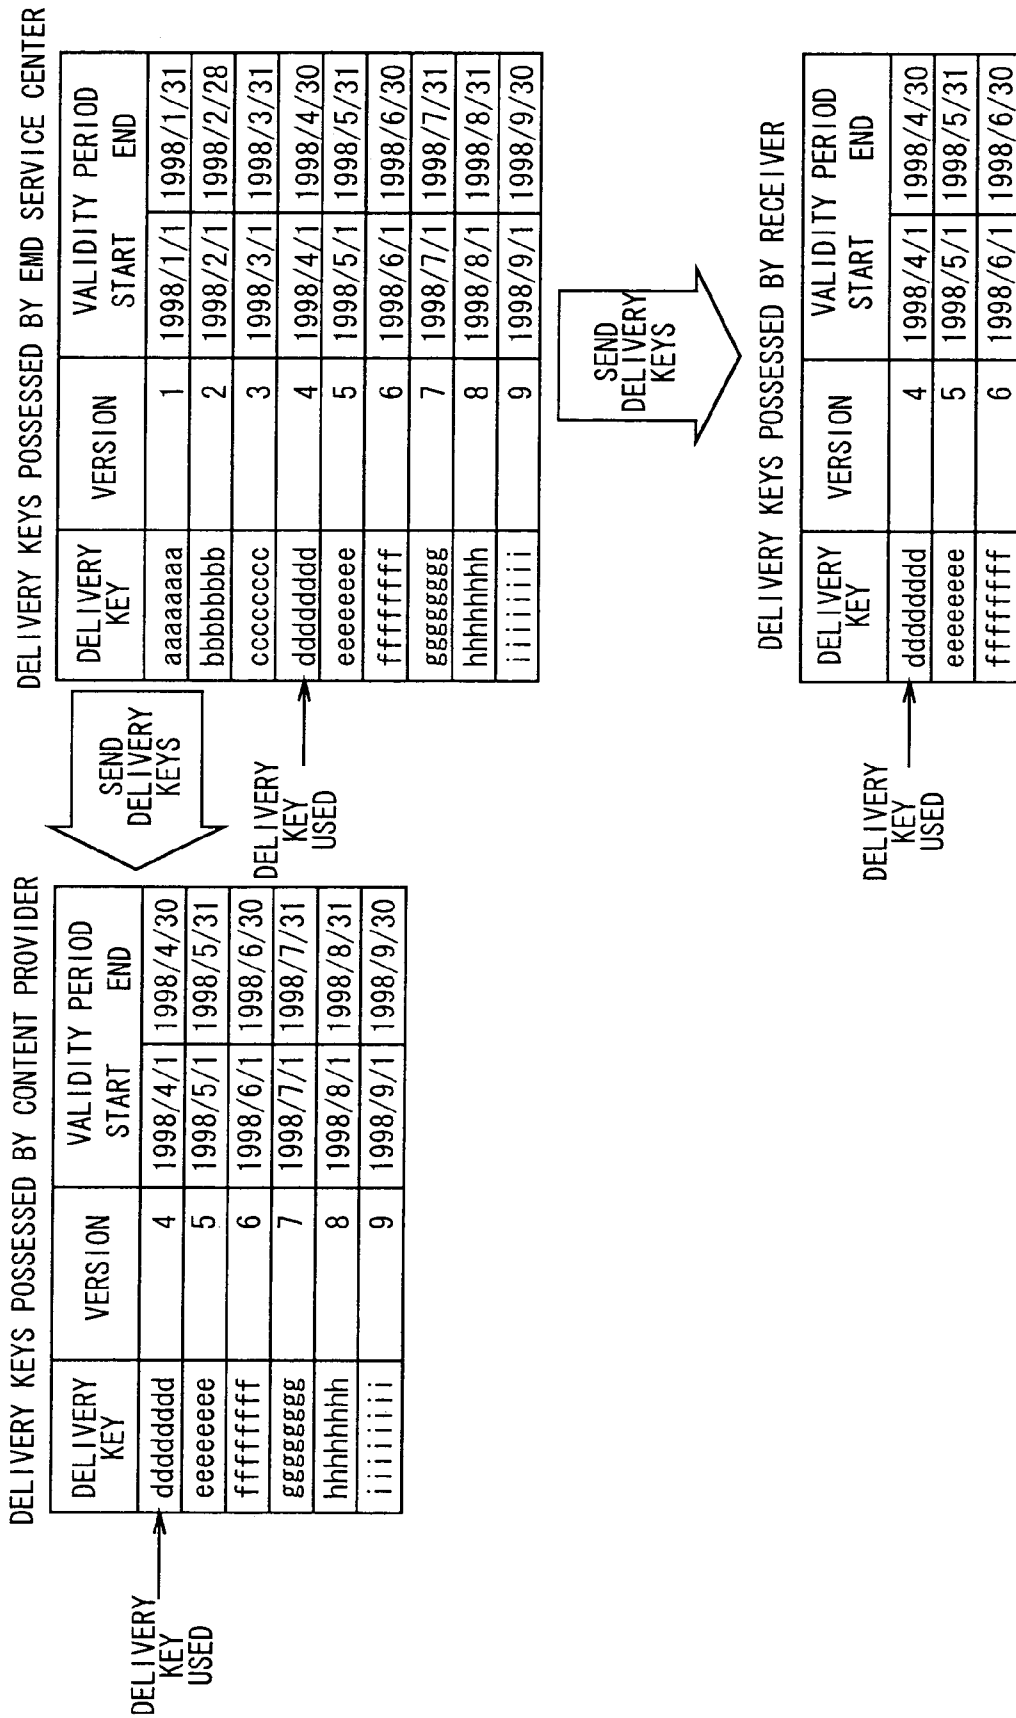 DELIVERY KEYS POSSESSED BY CONTENT PROVIDER
DELIVERY KEY VERSION VALIDITY PERIOD START END
dddddddd 4 1998/4/1 1998/4/30
eeeeeeee 5 1998/5/1 1998/5/31
ffffffff 6 1998/6/1 1998/6/30
gggggggg 7 1998/7/1 1998/7/31
hhhhhhhh 8 1998/8/1 1998/8/31
iiiiiiii 9 1998/9/1 1998/9/30
DELIVERY
KEY
USED
SEND
DELIVERY
KEYS
DELIVERY KEYS POSSESSED BY EMD SERVICE CENTER
DELIVERY KEY VERSION VALIDITY PERIOD START END
aaaaaaaa 1 1998/1/1 1998/1/31
bbbbbbbb 2 1998/2/1 1998/2/28
cccccccc 3 1998/3/1 1998/3/31
dddddddd 4 1998/4/1 1998/4/30
eeeeeeee 5 1998/5/1 1998/5/31
ffffffff 6 1998/6/1 1998/6/30
gggggggg 7 1998/7/1 1998/7/31
hhhhhhhh 8 1998/8/1 1998/8/31
iiiiiiii 9 1998/9/1 1998/9/30
DELIVERY
KEY
USED
SEND
DELIVERY
KEYS
DELIVERY KEYS POSSESSED BY RECEIVER
DELIVERY KEY VERSION VALIDITY PERIOD START END
dddddddd 4 1998/4/1 1998/4/30
eeeeeeee 5 1998/5/1 1998/5/31
ffffffff 6 1998/6/1 1998/6/30
DELIVERY
KEY
USED